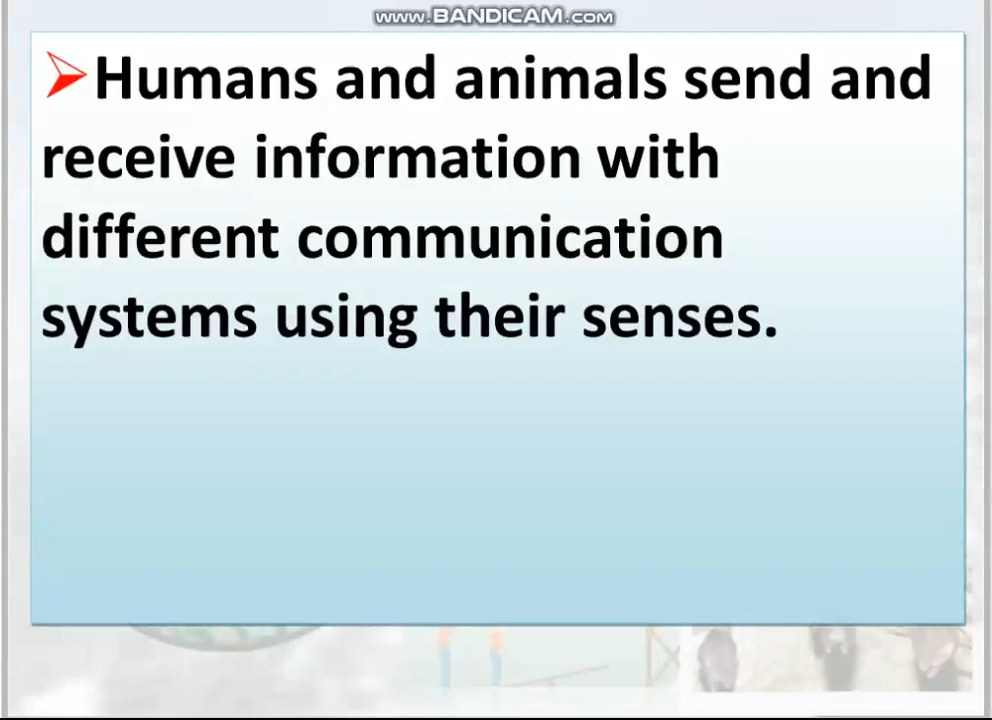 www.BANDICAM.com
➢Humans and animals send and
receive information with
different communication
systems using their senses.